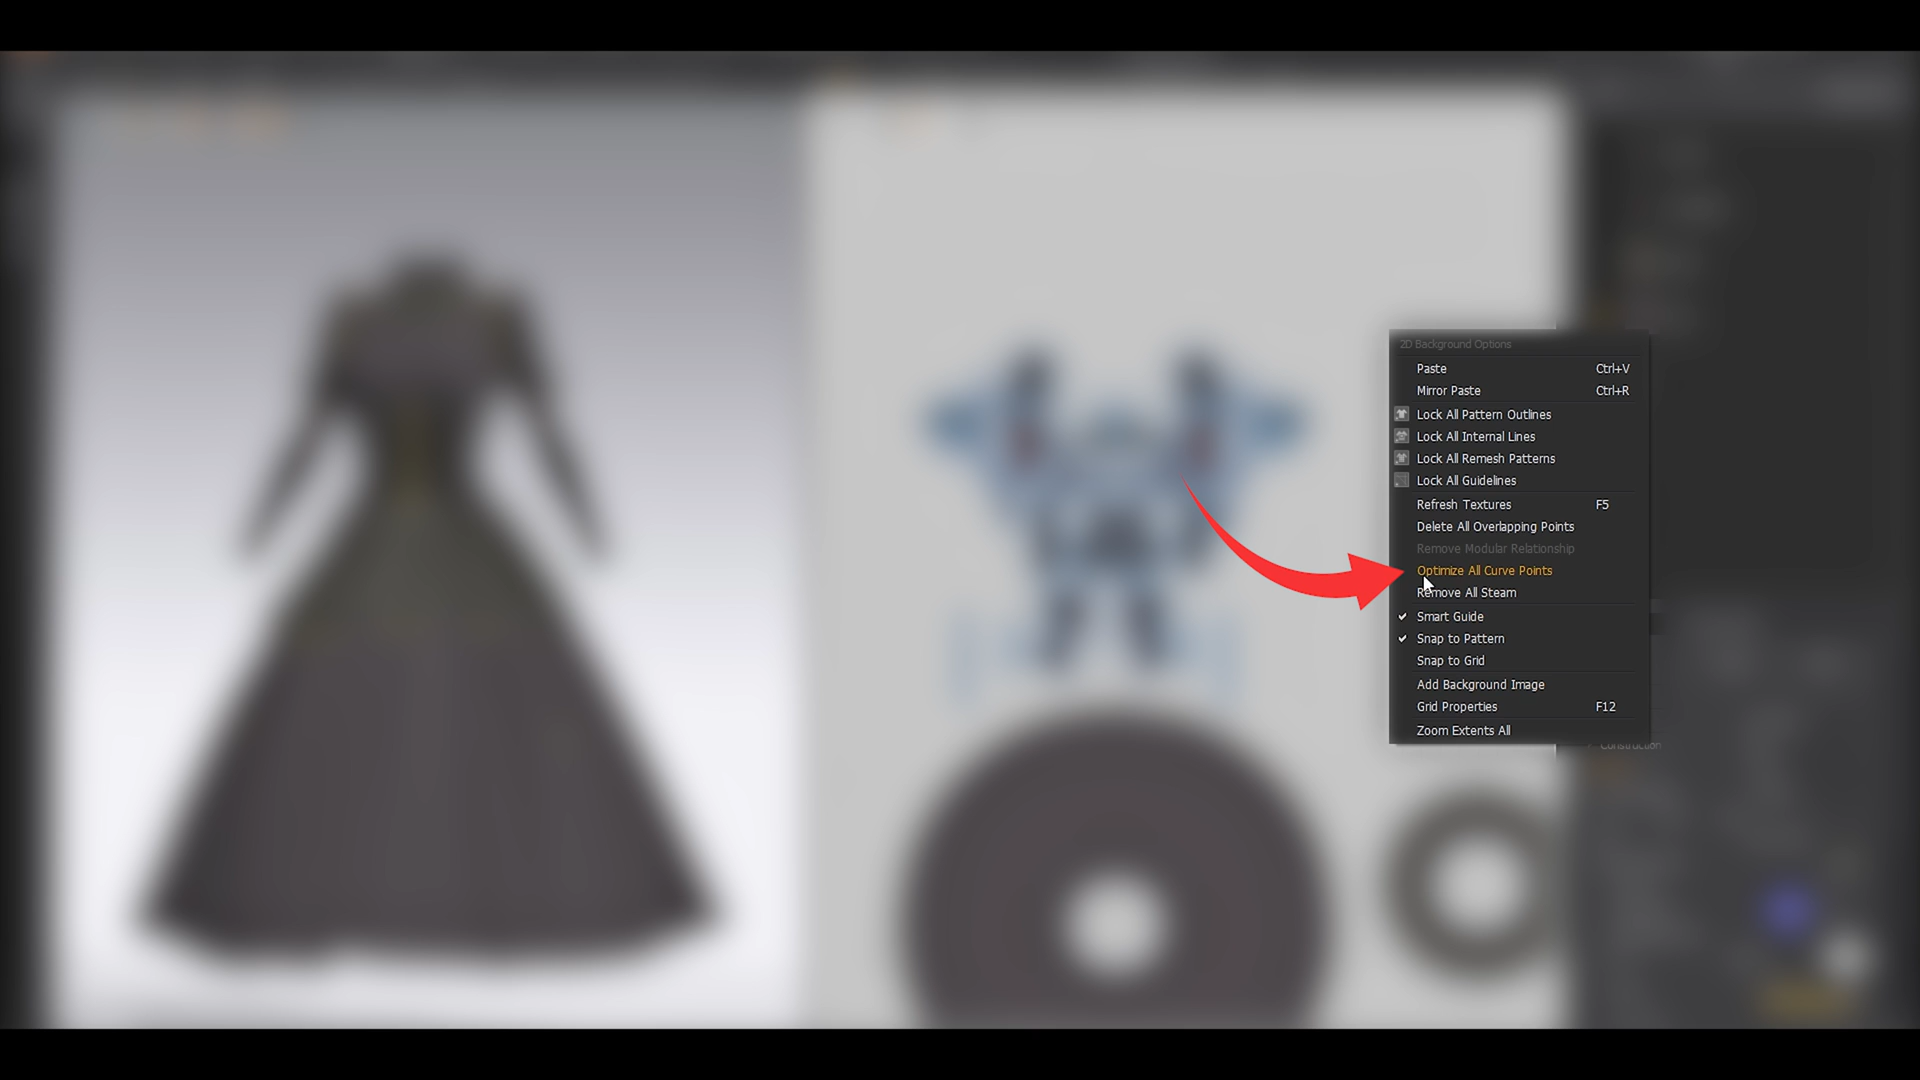 2D Background Options
Paste Ctrl+V
Mirror Paste Ctrl+R
Lock All Pattern Outlines
Lock All Internal Lines
Lock All Remesh Patterns
Lock All Guidelines
Refresh Textures F5
Delete All Overlapping Points
Remove Modular Relationship
Optimize All Curve Points
Remove All Steam
Smart Guide
Snap to Pattern
Snap to Grid
Add Background Image
Grid Properties F12
Zoom Extents All
Construction